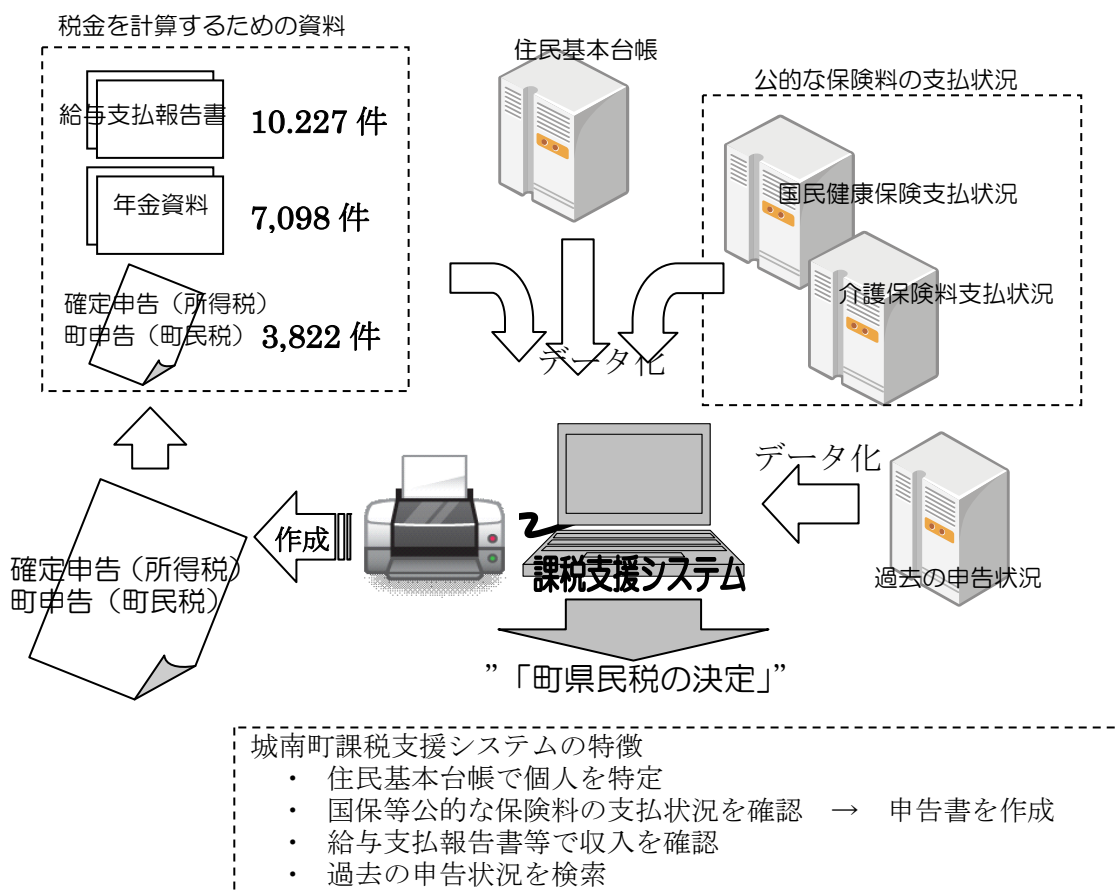 税金を計算するための資料
給与支払報告書
10.227 件
年金資料
7,098 件
確定申告（所得税）
町申告（町民税）
3,822 件
住民基本台帳
公的な保険料の支払状況
国民健康保険支払状況
介護保険料支払状況
データ化
データ化
過去の申告状況
課税支援システム
作成
確定申告（所得税）
町申告（町民税）
”「町県民税の決定」”
城南町課税支援システムの特徴
・ 住民基本台帳で個人を特定
・ 国保等公的な保険料の支払状況を確認 → 申告書を作成
・ 給与支払報告書等で収入を確認
・ 過去の申告状況を検索